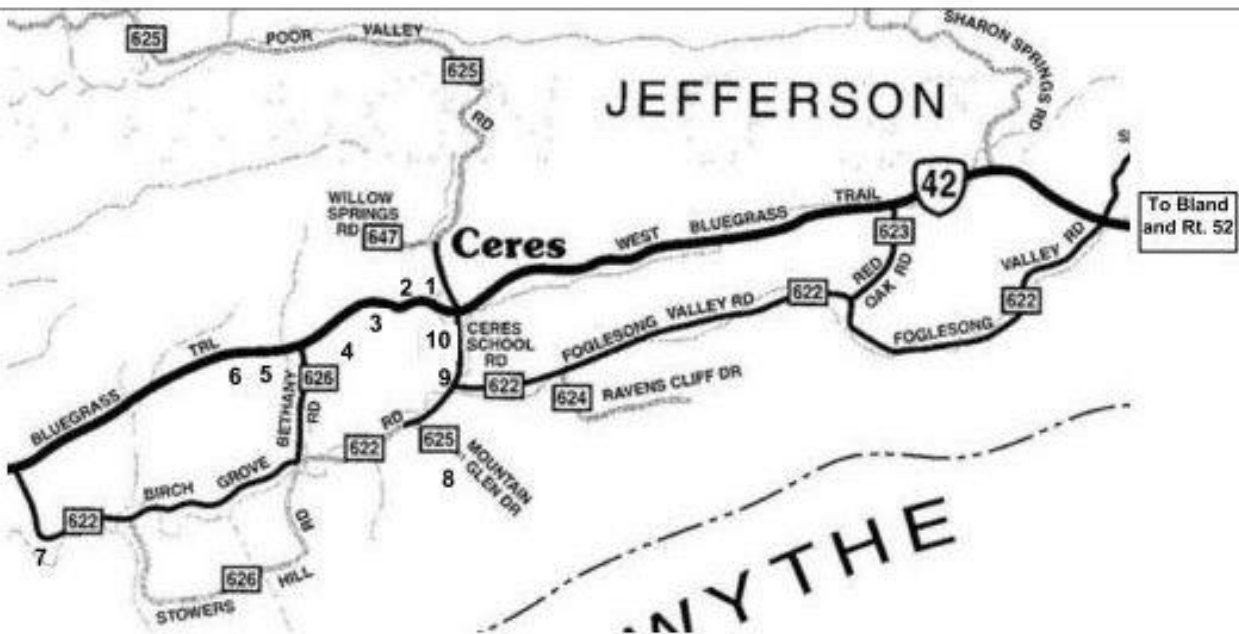 625
POOR VALLEY
625
RD
SHARON SPRINGS RD
JEFFERSON
42
To Bland
and Rt. 52
WILLOW
SPRINGS
RD 647
Ceres
WEST BLUEGRASS TRAIL
623
RED
OAK RD
VALLEY RD
622
FOGLESONG
622
FOGLESONG VALLEY RD
2 1
3
10
CERES
SCHOOL
RD
9
622
624
RAVENS CLIFF DR
4
5
6
BLUEGRASS TRL
626
BETHANY
RD
RD
622
625
MOUNTAIN
GLEN DR
8
BIRCH GROVE
622
7
RD
626
HILL
STOWERS
WYTHE